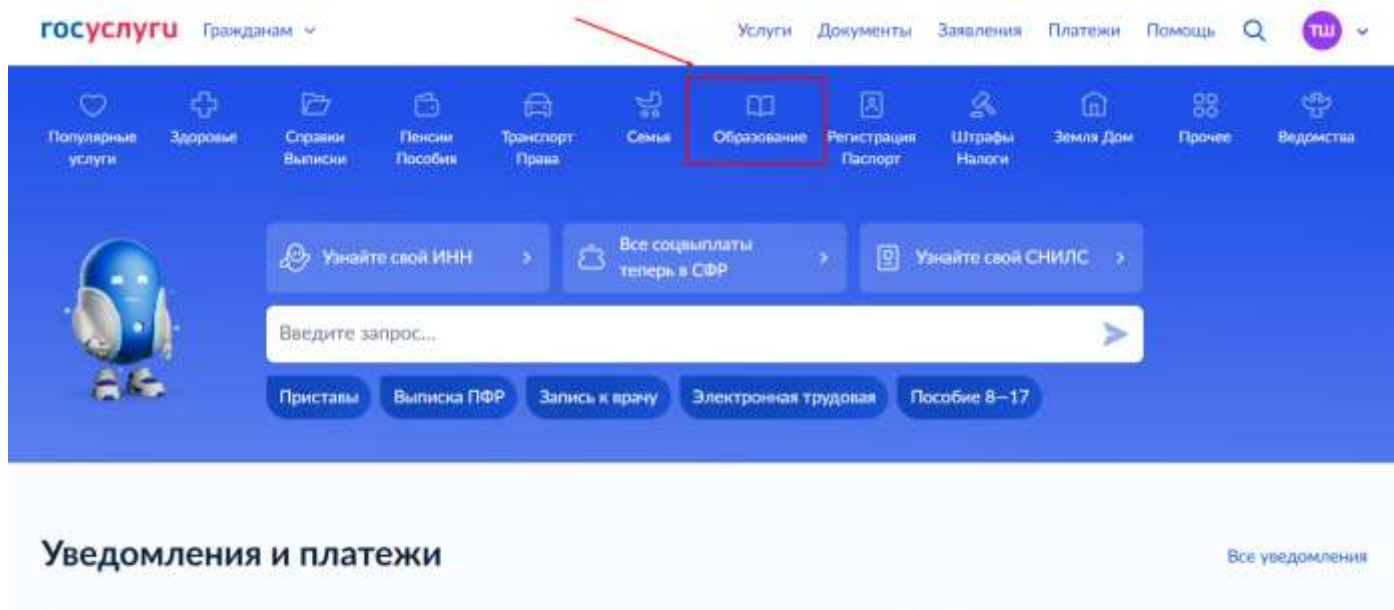 госуслуги Гражданам Услуги Документы Заявления Платежи Помощь ТШ
Популярные услуги
Здоровье
Справки Выписки
Пенсии Пособия
Транспорт Права
Семья
Образование
Регистрация Паспорт
Штрафы Налоги
Земля Дом
Прочее
Ведомства
Узнайте свой ИНН
Все соцвыплаты
теперь в СФР
Узнайте свой СНИЛС
Введите запрос...
Приставы Выписка ПФР Запись к врачу Электронная трудовая Пособие 8—17
Уведомления и платежи
Все уведомления